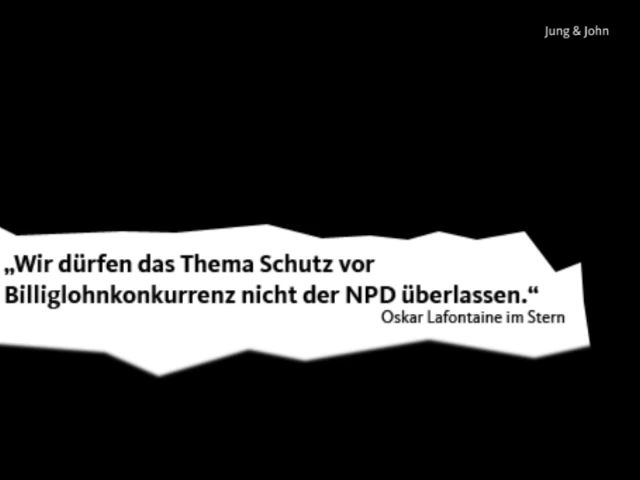 Jung & John
„Wir dürfen das Thema Schutz vor
Billiglohnkonkurrenz nicht der NPD überlassen.“
Oskar Lafontaine im Stern